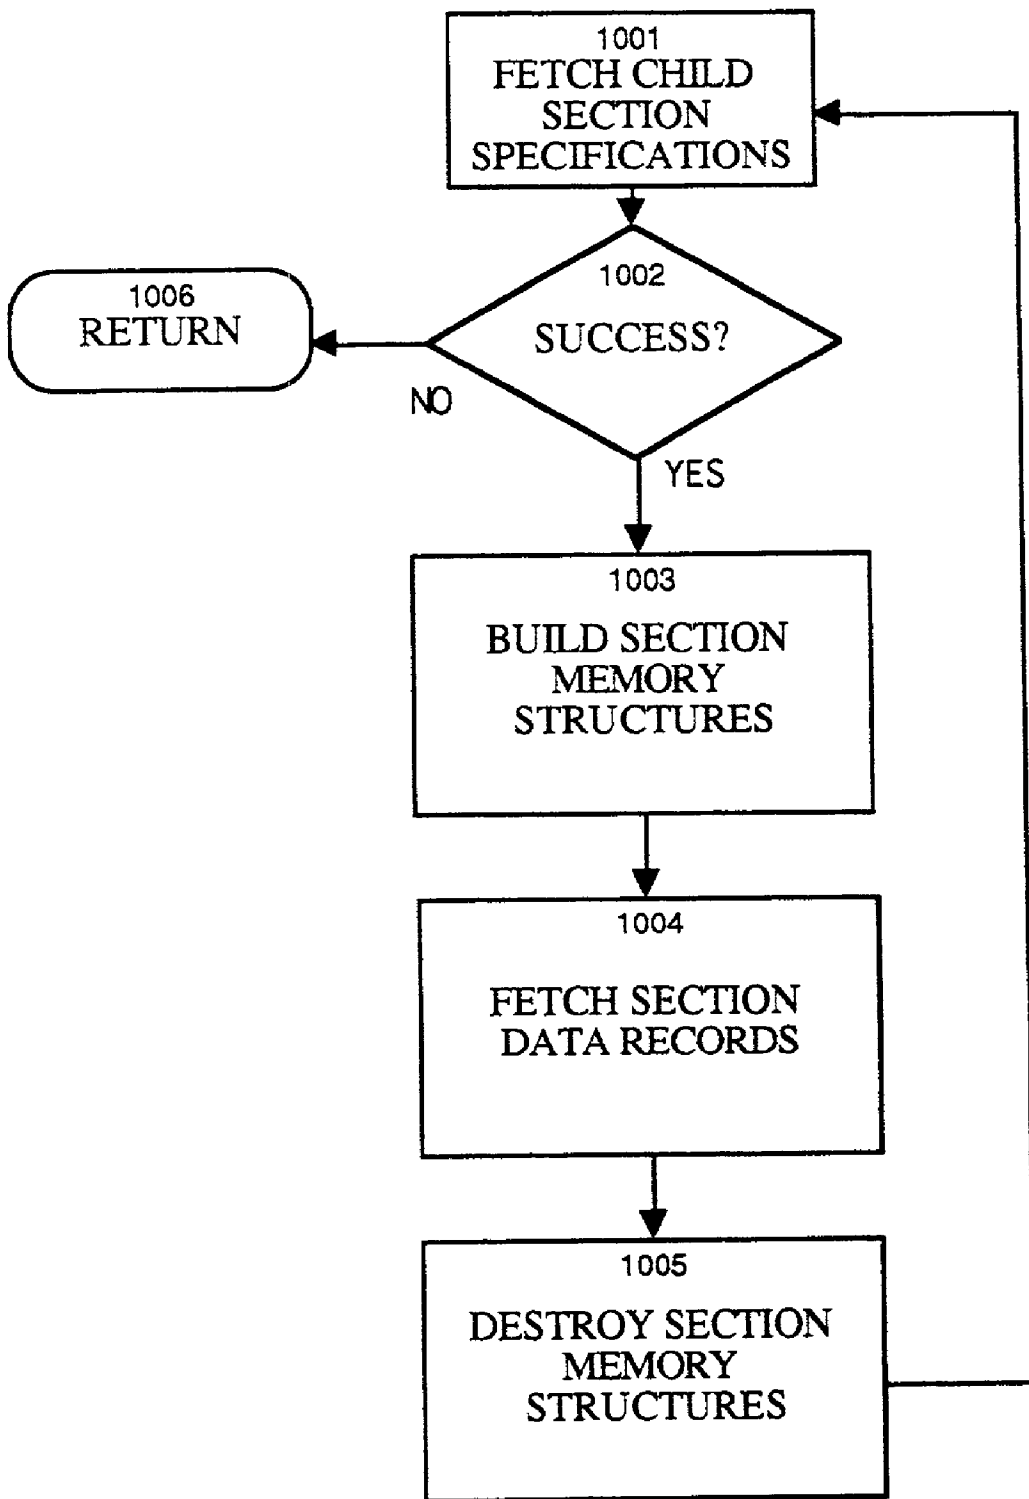 1001
FETCH CHILD
SECTION
SPECIFICATIONS
1002
SUCCESS?
1006
RETURN
NO
YES
1003
BUILD SECTION
MEMORY
STRUCTURES
1004
FETCH SECTION
DATA RECORDS
1005
DESTROY SECTION
MEMORY
STRUCTURES